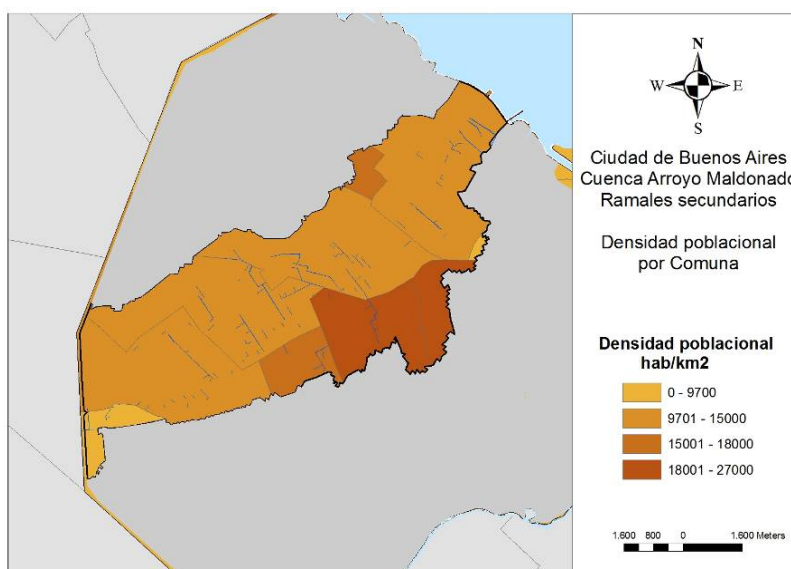 N
W E
S
Ciudad de Buenos Aires
Cuenca Arroyo Maldonado
Ramales secundarios
Densidad poblacional
por Comuna
Densidad poblacional
hab/km2
0 - 9700
9701 - 15000
15001 - 18000
18001 - 27000
1.600 800 0 1.600 Meters